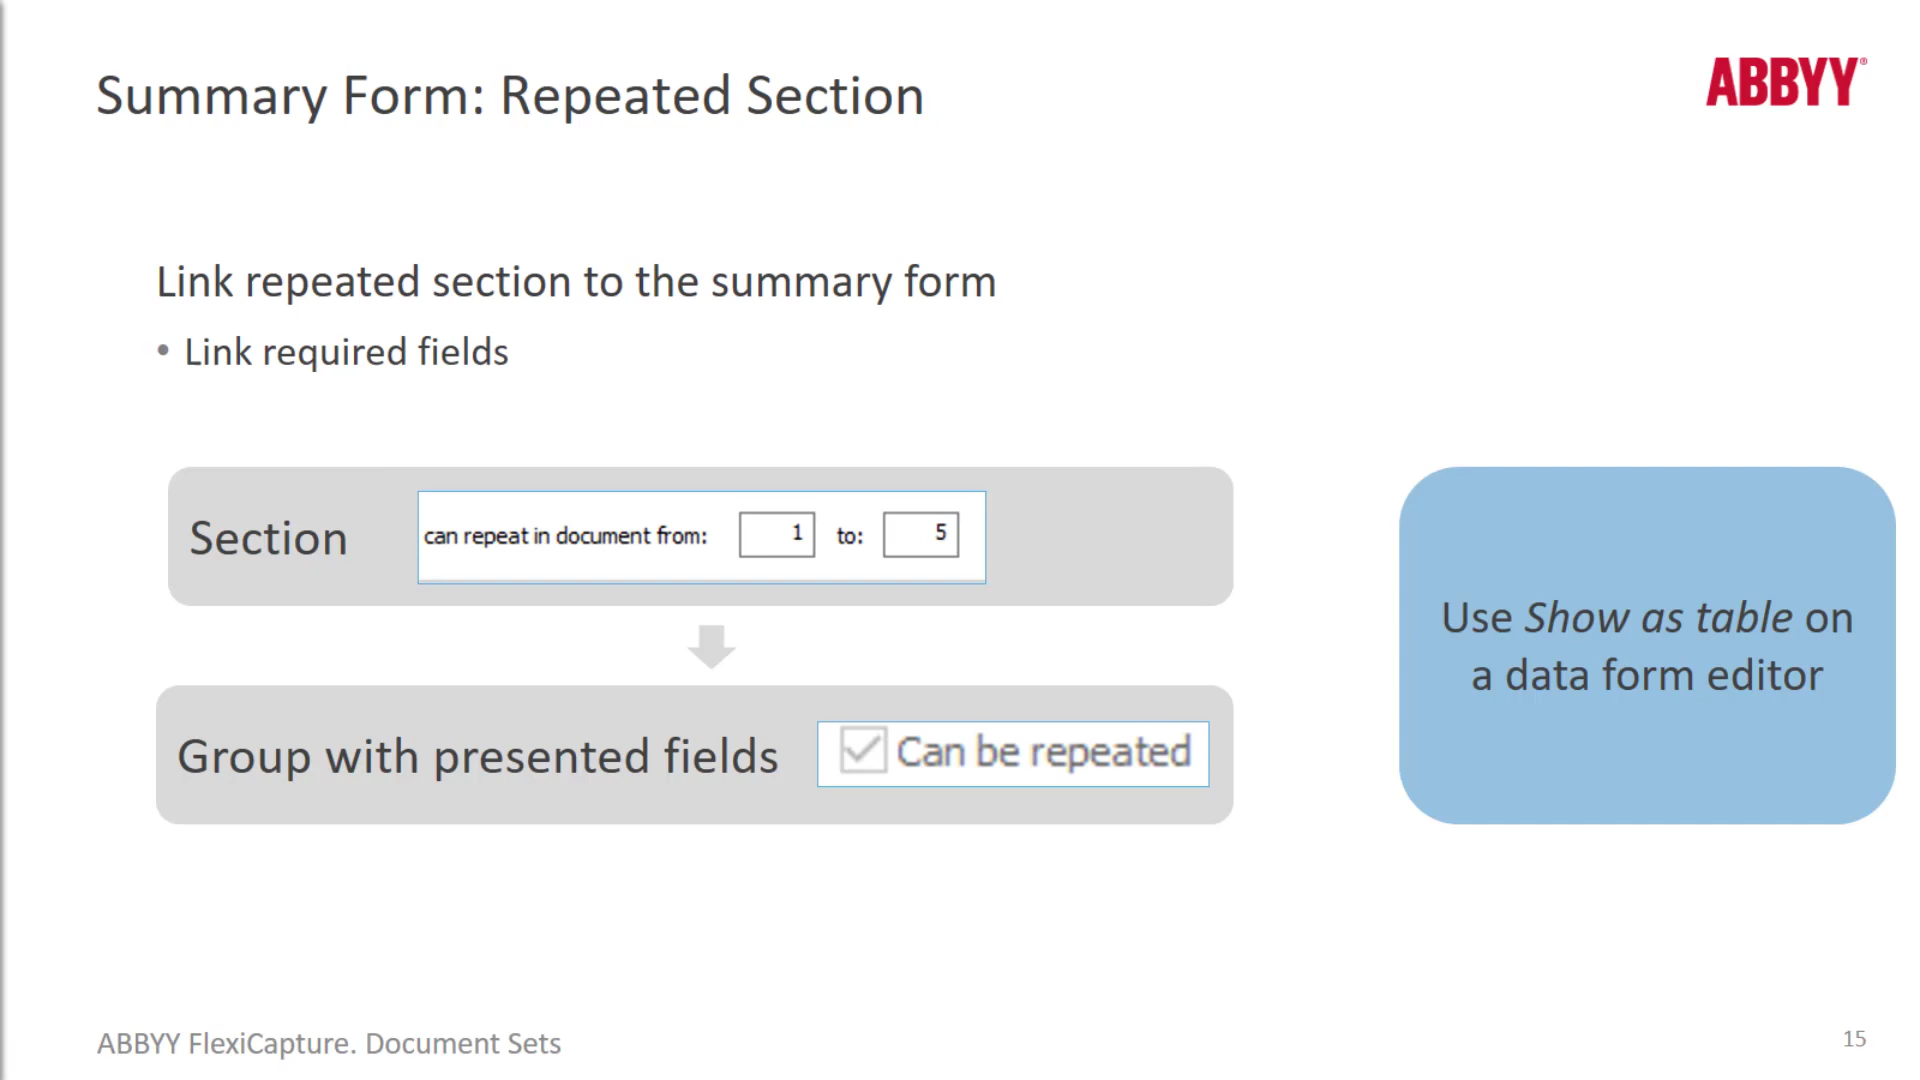 Summary Form: Repeated Section
ABBYY®
Link repeated section to the summary form
• Link required fields
Section
can repeat in document from: 1 to: 5
Group with presented fields
Can be repeated
Use Show as table on
a data form editor
ABBYY FlexiCapture. Document Sets
15